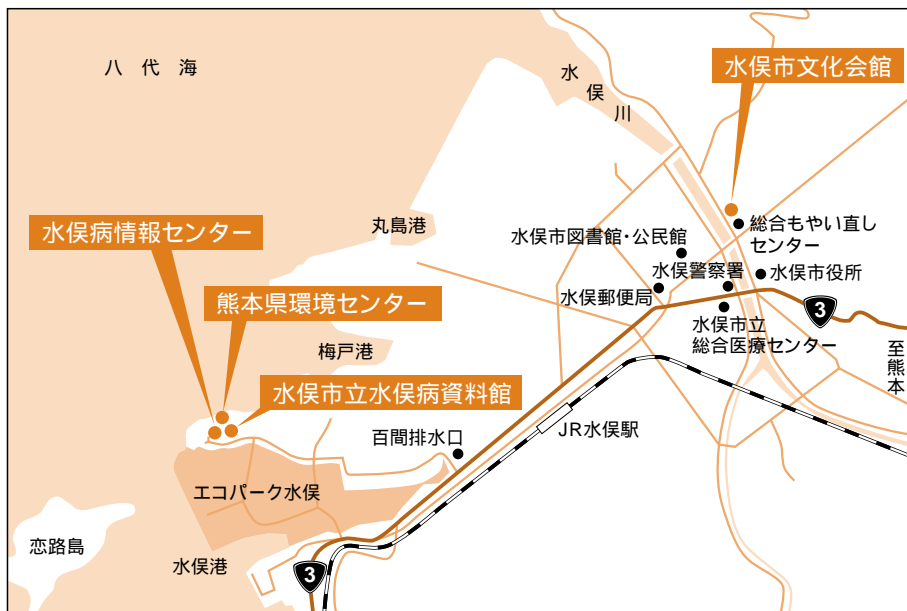 八代海
水俣川
水俣市文化会館
水俣病情報センター
丸島港
水俣市図書館・公民館
総合もやい直し
センター
水俣警察署
水俣市役所
熊本県環境センター
水俣郵便局
3
水俣市立
総合医療センター
至熊本
梅戸港
水俣市立水俣病資料館
百間排水口
JR水俣駅
エコパーク水俣
恋路島
水俣港
3